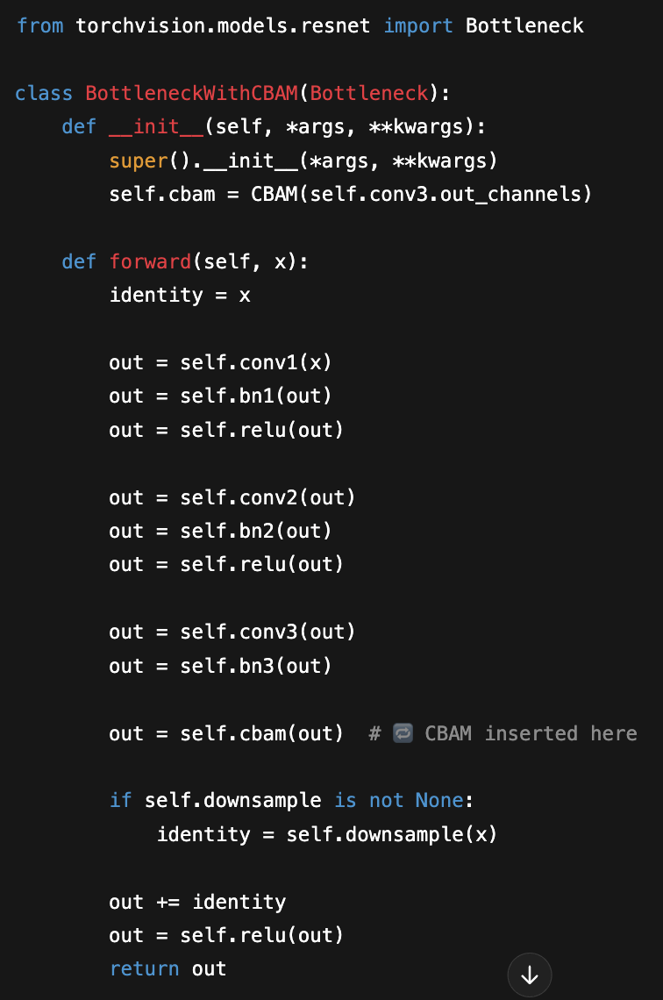 from torchvision.models.resnet import Bottleneck
class BottleneckWithCBAM(Bottleneck):
    def __init__(self, *args, **kwargs):
        super().__init__(*args, **kwargs)
        self.cbam = CBAM(self.conv3.out_channels)
    def forward(self, x):
        identity = x
        out = self.conv1(x)
        out = self.bn1(out)
        out = self.relu(out)
        out = self.conv2(out)
        out = self.bn2(out)
        out = self.relu(out)
        out = self.conv3(out)
        out = self.bn3(out)
        out = self.cbam(out)  # 🔁 CBAM inserted here
        if self.downsample is not None:
            identity = self.downsample(x)
        out += identity
        out = self.relu(out)
        return out